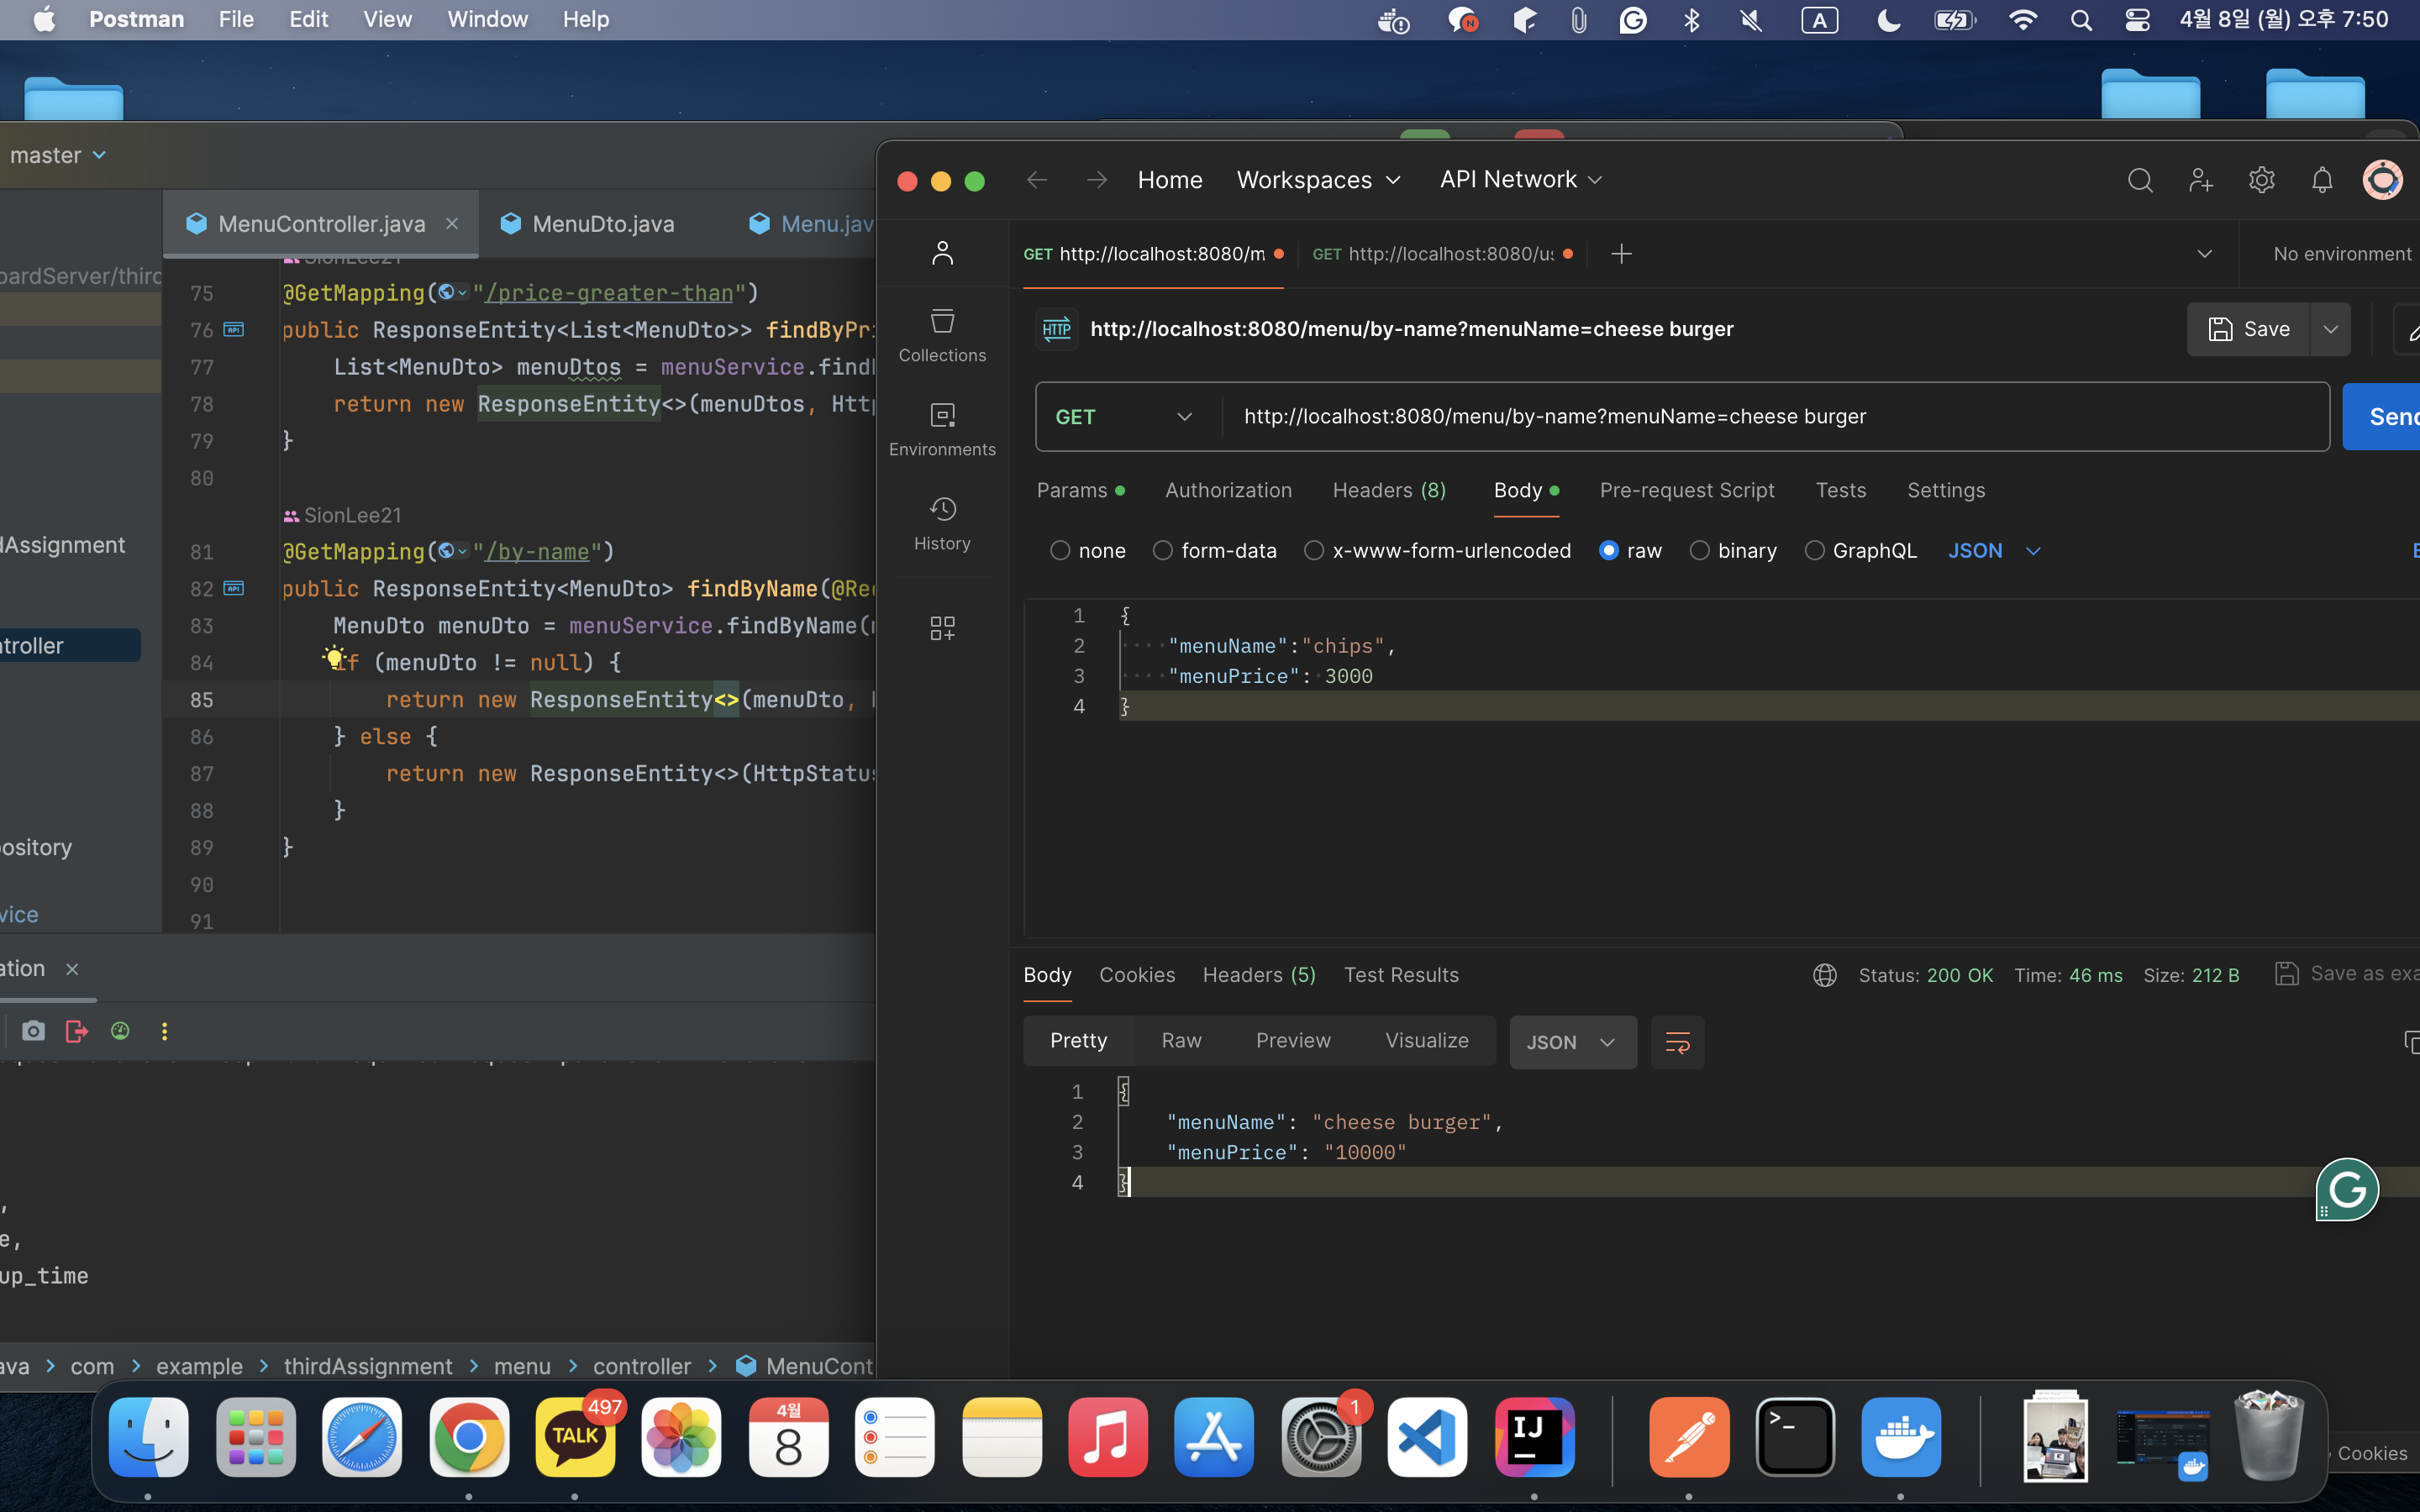 Postman File Edit View Window Help A 4월 8일 (월) 오후 7:50
master
MenuController.java MenuDto.java Menu.jav
ardServer/third
75 @GetMapping("/price-greater-than")
76 public ResponseEntity<List<MenuDto>> findByPri
77 List<MenuDto> menuDtos = menuService.find
78 return new ResponseEntity<>(menuDtos, Http
79 }
80
SionLee21
81 @GetMapping("/by-name")
82 public ResponseEntity<MenuDto> findByName(@Req
83 MenuDto menuDto = menuService.findByName(
84 if (menuDto != null) {
85 return new ResponseEntity<>(menuDto,
86 } else {
87 return new ResponseEntity<>(HttpStatus
88 }
89 }
90
91
dAssignment
troller
ository
vice
ation
,
e,
up_time
ava com example thirdAssignment menu controller MenuCont
Home Workspaces API Network
GET http://localhost:8080/m GET http://localhost:8080/us No environment
Collections
Environments
History
HTTP http://localhost:8080/menu/by-name?menuName=cheese burger Save
GET http://localhost:8080/menu/by-name?menuName=cheese burger Send
Params Authorization Headers (8) Body Pre-request Script Tests Settings
none form-data x-www-form-urlencoded raw binary GraphQL JSON
1 {
2 "menuName":"chips",
3 "menuPrice": 3000
4 }
Body Cookies Headers (5) Test Results Status: 200 OK Time: 46 ms Size: 212 B Save as exa
Pretty Raw Preview Visualize JSON
1 {
2 "menuName": "cheese burger",
3 "menuPrice": "10000"
4 }
Cookies
TALK 497 4월 8 1 IJ >_